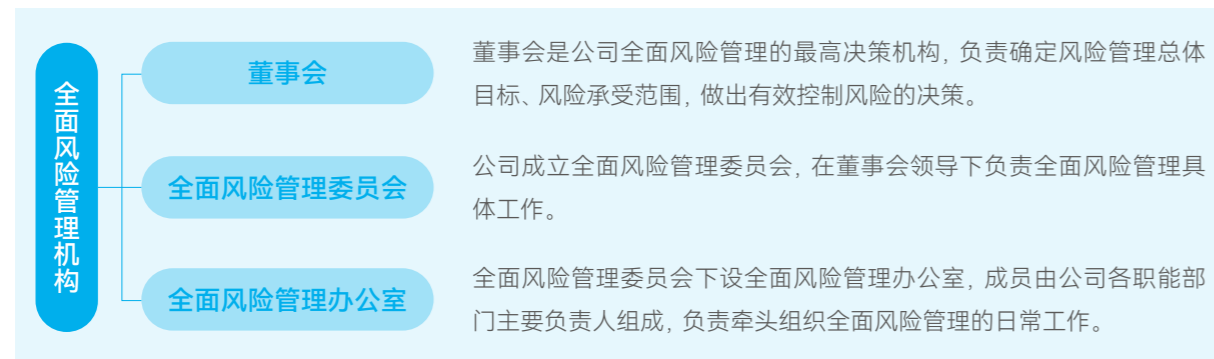 全面风险管理机构
董事会
董事会是公司全面风险管理的最高决策机构，负责确定风险管理总体
目标、风险承受范围，做出有效控制风险的决策。
全面风险管理委员会
公司成立全面风险管理委员会，在董事会领导下负责全面风险管理具
体工作。
全面风险管理办公室
全面风险管理委员会下设全面风险管理办公室，成员由公司各职能部
门主要负责人组成，负责牵头组织全面风险管理的日常工作。